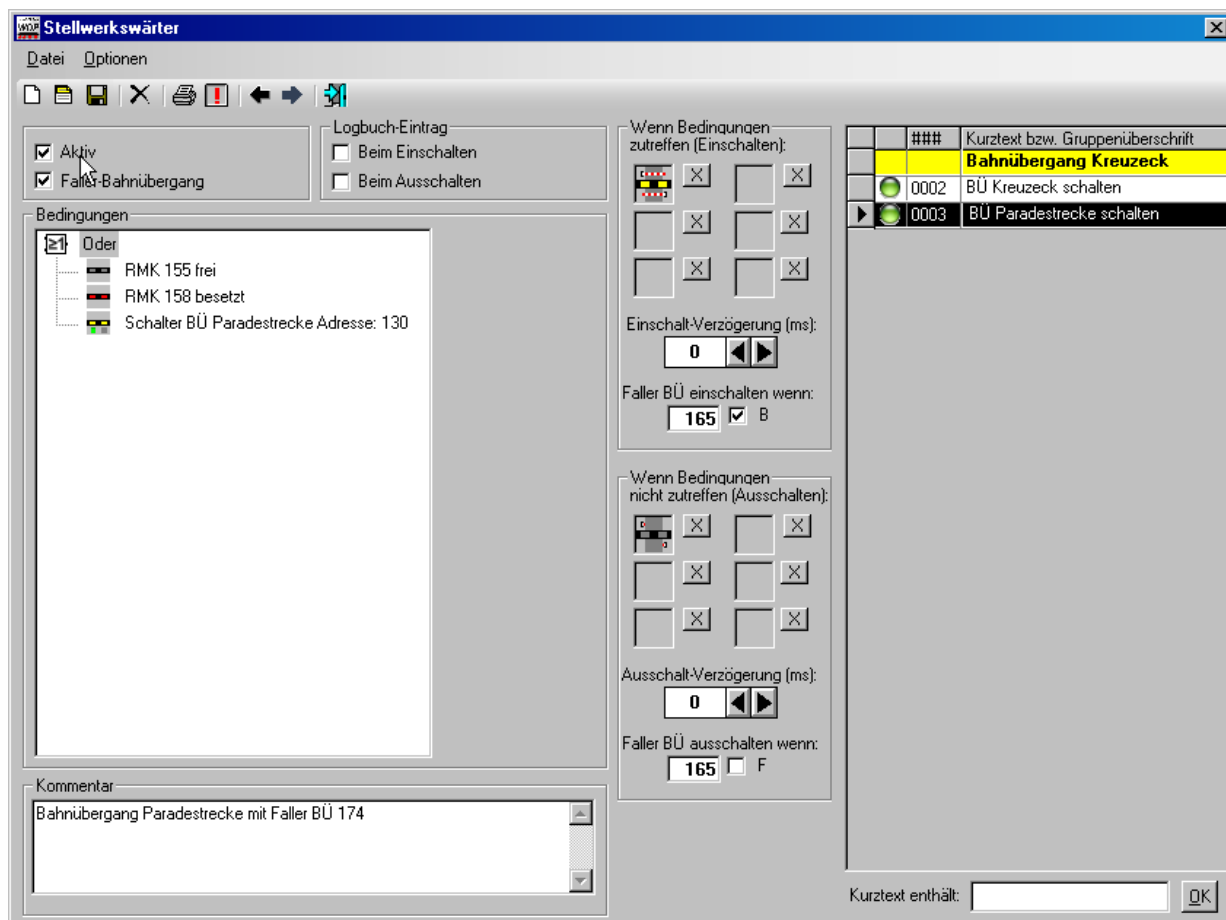 Stellwerkswärter
Datei Optionen
Aktiv
Faller-Bahnübergang
Logbuch-Eintrag
Beim Einschalten
Beim Ausschalten
Bedingungen
≥1 Oder
RMK 155 frei
RMK 158 besetzt
Schalter BÜ Paradestrecke Adresse: 130
Kommentar
Bahnübergang Paradestrecke mit Faller BÜ 174
Wenn Bedingungen
zutreffen (Einschalten):
X X
X X
X X
Einschalt-Verzögerung (ms):
0
Faller BÜ einschalten wenn:
165 B
Wenn Bedingungen
nicht zutreffen (Ausschalten):
X X
X X
X X
Ausschalt-Verzögerung (ms):
0
Faller BÜ ausschalten wenn:
165 F
### Kurztext bzw. Gruppenüberschrift
Bahnübergang Kreuzeck
0002 BÜ Kreuzeck schalten
0003 BÜ Paradestrecke schalten
Kurztext enthält: OK